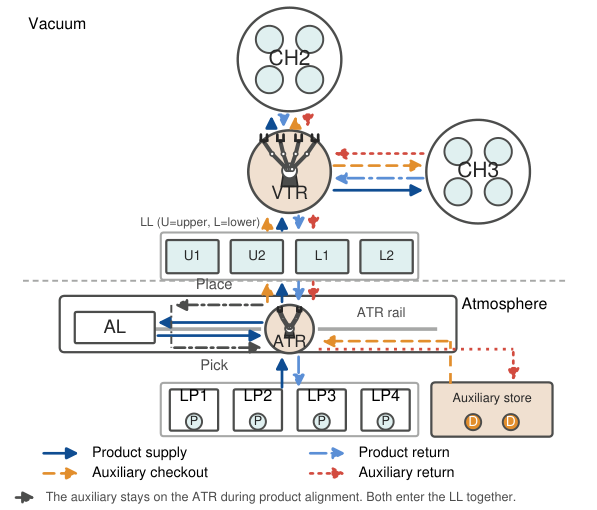 Vacuum
CH2
CH3
VTR
LL (U=upper, L=lower)
U1 U2 L1 L2
Place
Atmosphere
AL
ATR rail
ATR
Pick
LP1 LP2 LP3 LP4
P P P P
Auxiliary store
D D
Product supply
Product return
Auxiliary checkout
Auxiliary return
The auxiliary stays on the ATR during product alignment. Both enter the LL together.